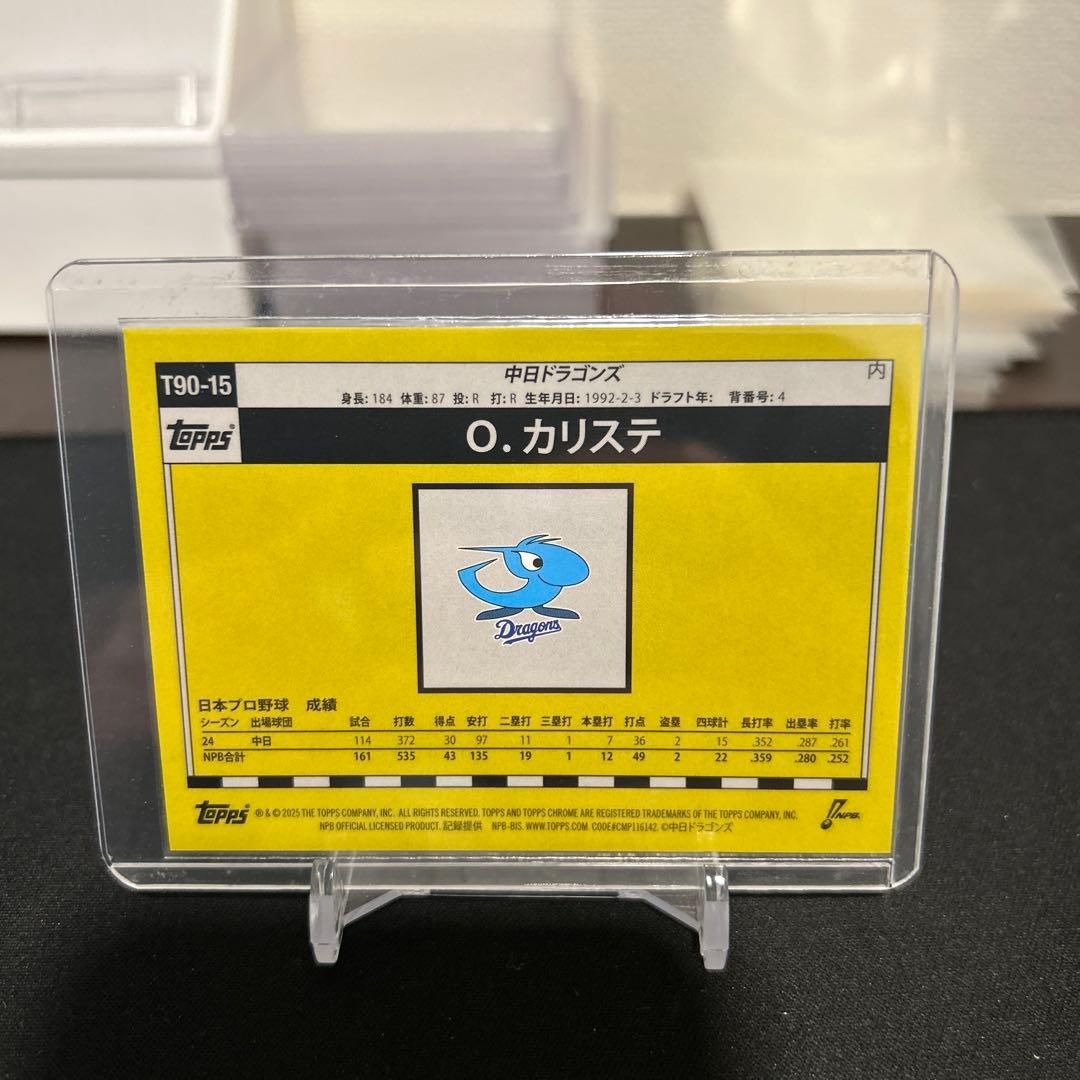 T90-15
中日ドラゴンズ
内
身長: 184 体重: 87 投: R 打: R 生年月日: 1992-2-3 ドラフト年: 背番号: 4
Topps
O. カリステ
Dragons
日本プロ野球 成績
シーズン 出場球団 試合 打数 得点 安打 二塁打 三塁打 本塁打 打点 盗塁 四球計 長打率 出塁率 打率
24 中日 114 372 30 97 11 1 7 36 2 15 .352 .287 .261
NPB合計 161 535 43 135 19 1 12 49 2 22 .359 .280 .252
Topps ® & © 2025 THE TOPPS COMPANY, INC. ALL RIGHTS RESERVED. TOPPS AND TOPPS CHROME ARE REGISTERED TRADEMARKS OF THE TOPPS COMPANY, INC.
NPB OFFICIAL LICENSED PRODUCT. 記録提供 NPB-BIS. WWW.TOPPS.COM CODE#CMP116142. ©中日ドラゴンズ
NPB